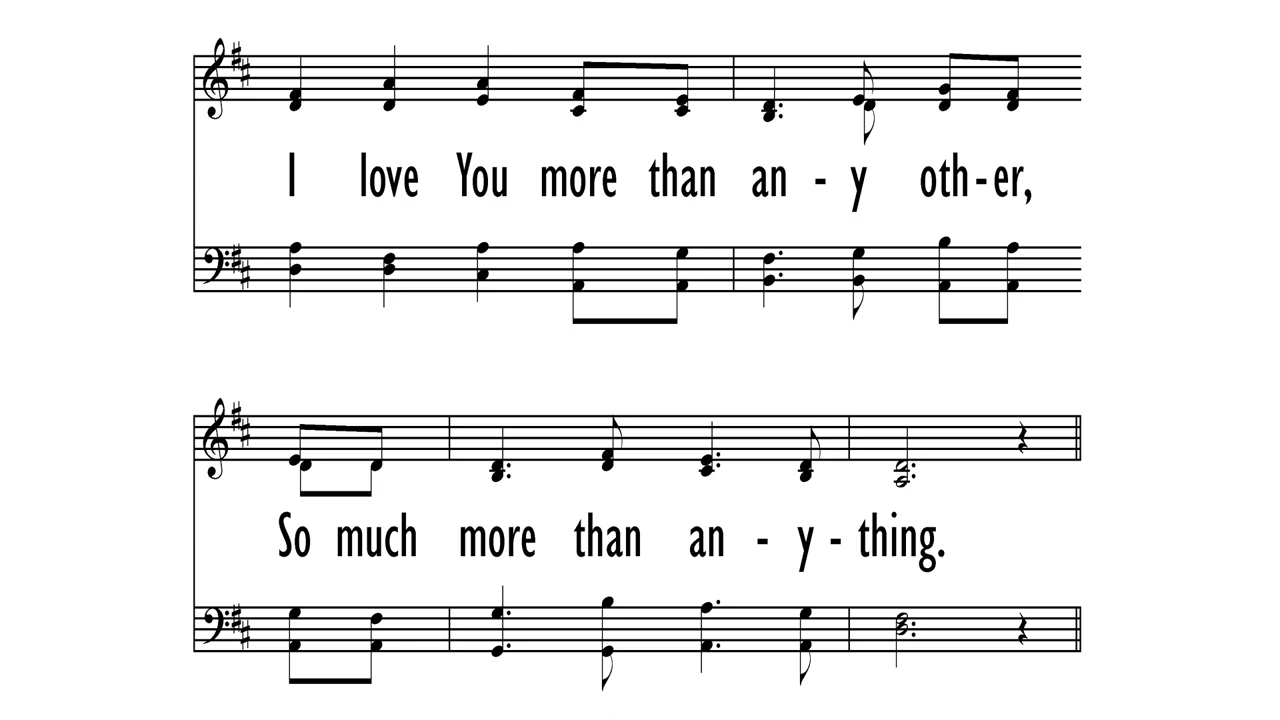 I love You more than an - y oth - er,
So much more than an - y - thing.